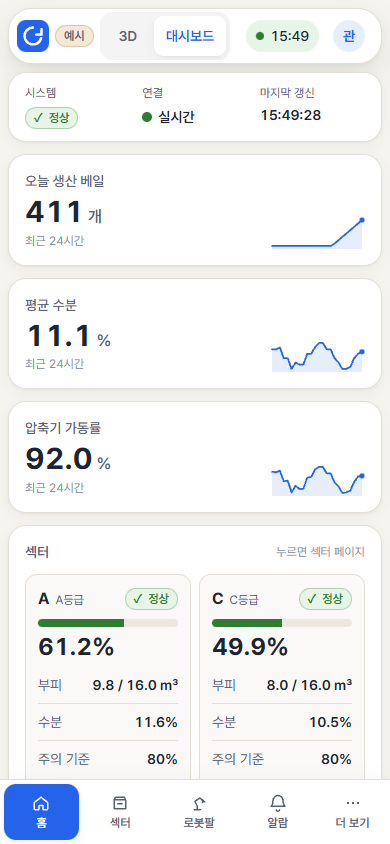 예시 3D 대시보드 15:49 관
시스템 연결 마지막 갱신
✓ 정상 실시간 15:49:28
오늘 생산 베일
411 개
최근 24시간
평균 수분
11.1 %
최근 24시간
압축기 가동률
92.0 %
최근 24시간
섹터 누르면 섹터 페이지
A A등급 ✓ 정상 C C등급 ✓ 정상
61.2% 49.9%
부피 9.8 / 16.0 m³ 부피 8.0 / 16.0 m³
수분 11.6% 수분 10.5%
주의 기준 80% 주의 기준 80%
홈 섹터 로봇팔 알람 더 보기